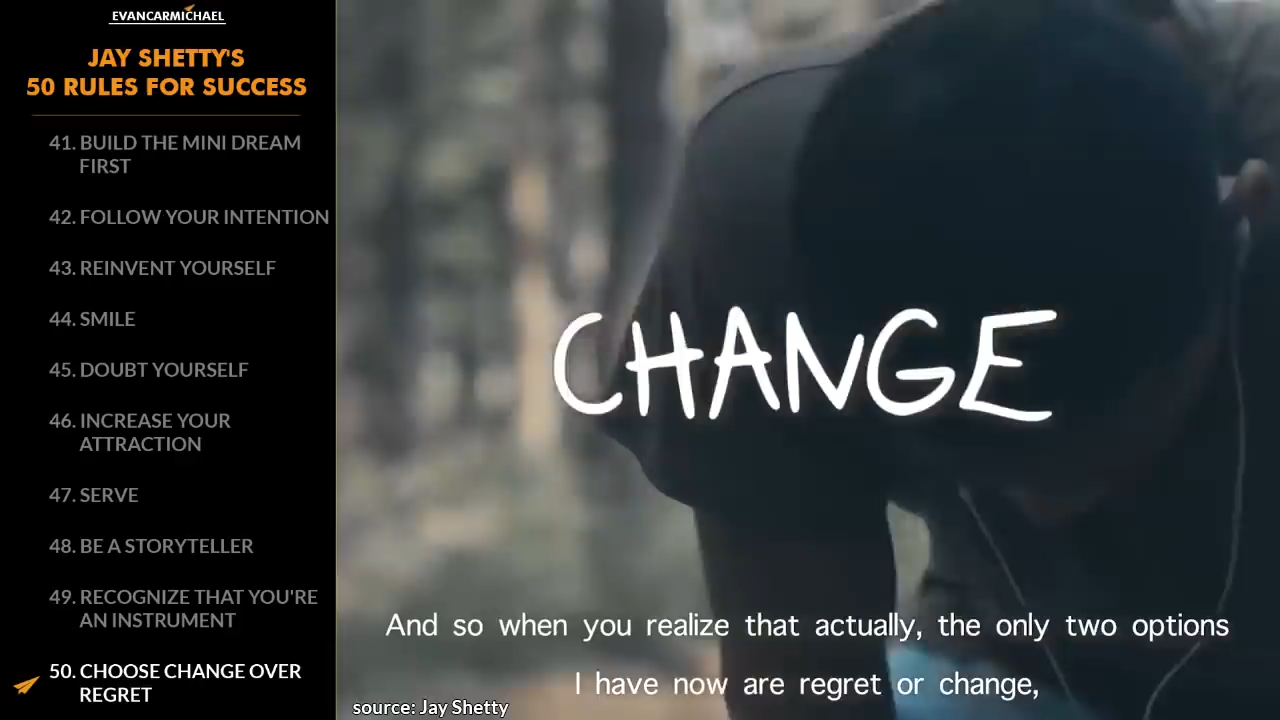 EVANCARMICHAEL
JAY SHETTY'S
50 RULES FOR SUCCESS
41. BUILD THE MINI DREAM
FIRST
42. FOLLOW YOUR INTENTION
43. REINVENT YOURSELF
44. SMILE
45. DOUBT YOURSELF
46. INCREASE YOUR
ATTRACTION
47. SERVE
48. BE A STORYTELLER
49. RECOGNIZE THAT YOU'RE
AN INSTRUMENT
50. CHOOSE CHANGE OVER
REGRET
CHANGE
And so when you realize that actually, the only two options
I have now are regret or change,
source: Jay Shetty